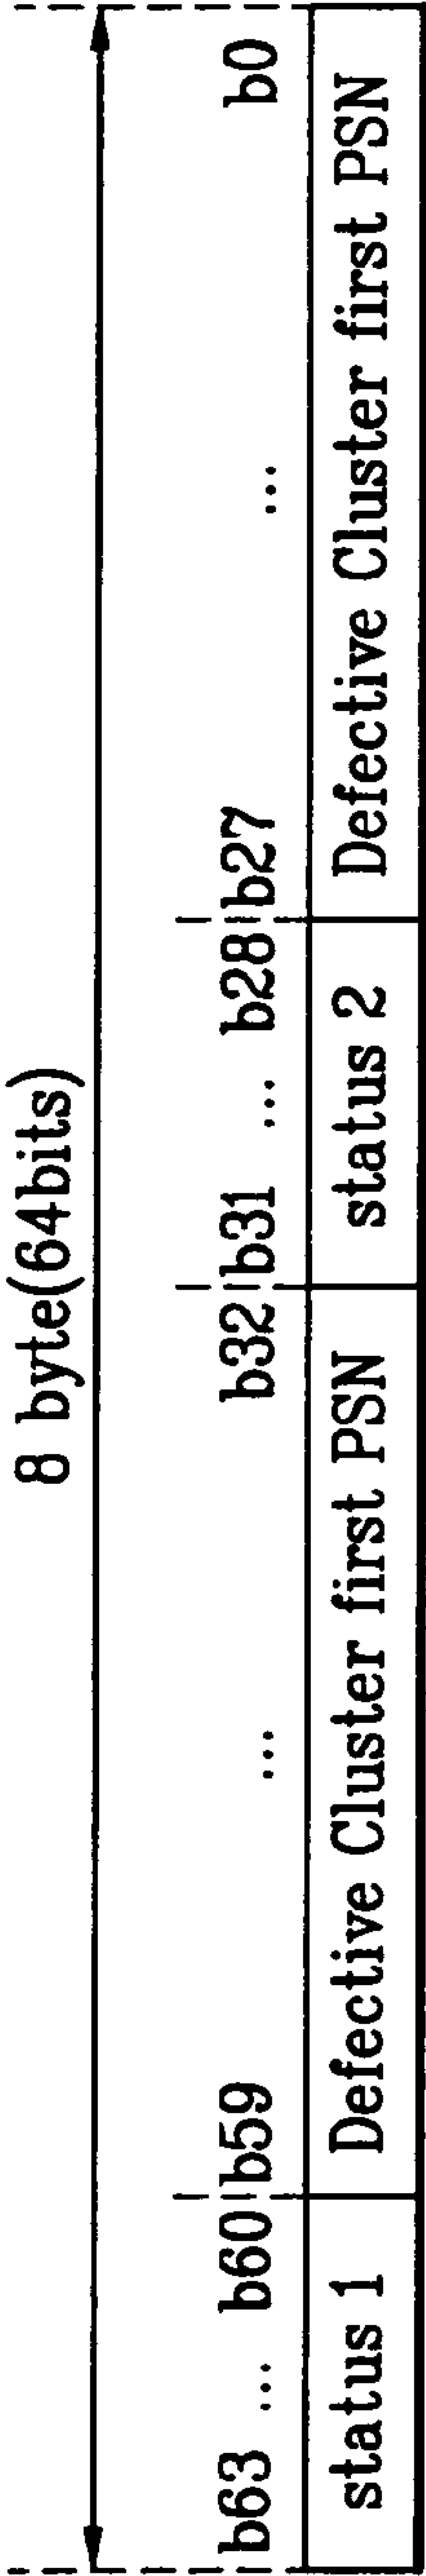 8 byte(64bits)
b63 ... b60 b59 ... b32 b31 ... b28 b27 ... b0
status 1 Defective Cluster first PSN status 2 Defective Cluster first PSN